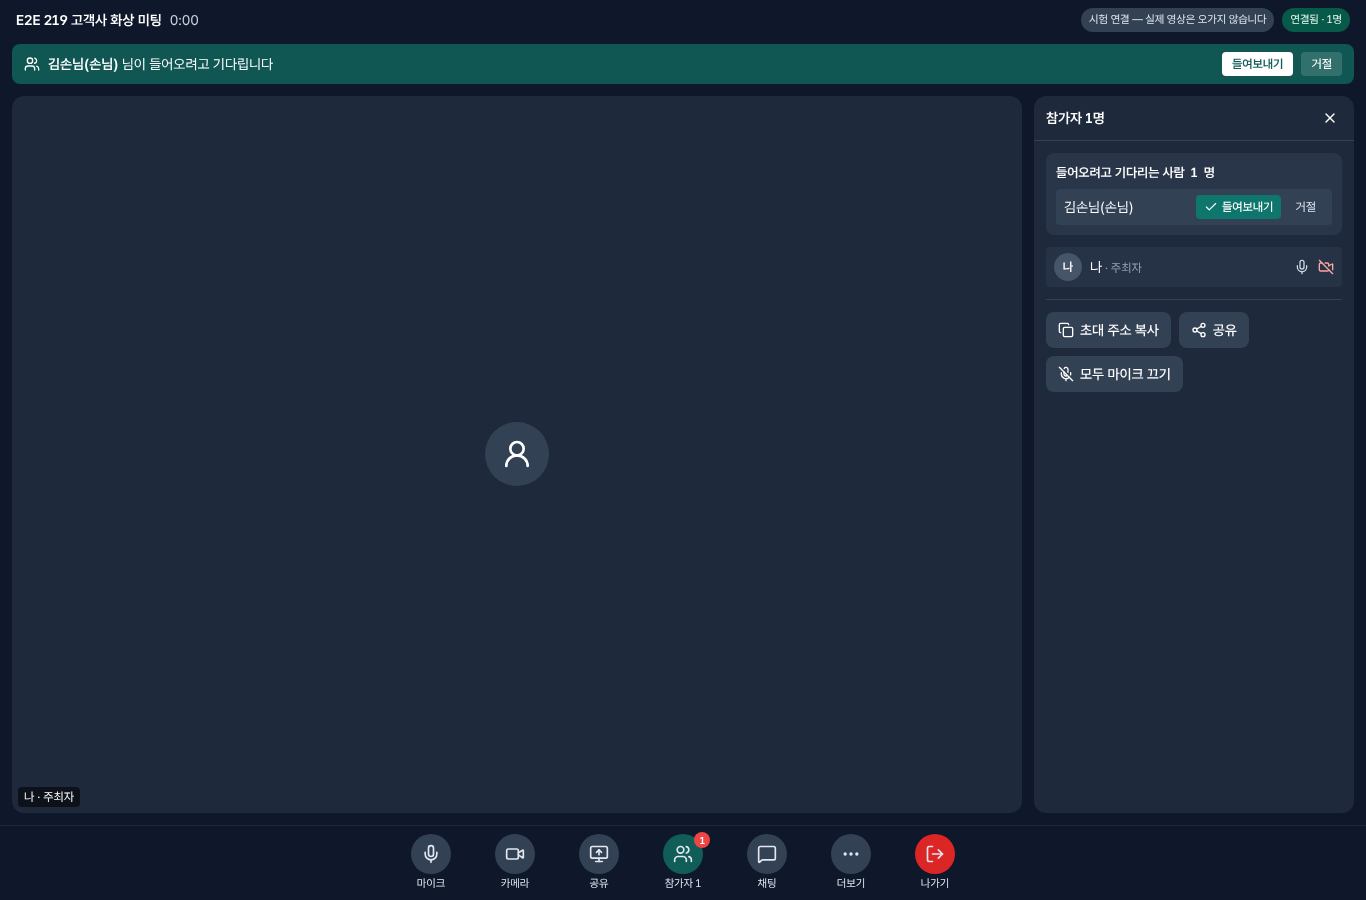 E2E 219 고객사 화상 미팅 0:00
시험 연결 — 실제 영상은 오가지 않습니다
연결됨 · 1명
김손님(손님) 님이 들어오려고 기다립니다
들여보내기
거절
참가자 1명
들어오려고 기다리는 사람 1 명
김손님(손님)
들여보내기
거절
나
나 · 주최자
초대 주소 복사
공유
모두 마이크 끄기
나 · 주최자
1
마이크
카메라
공유
참가자 1
채팅
더보기
나가기